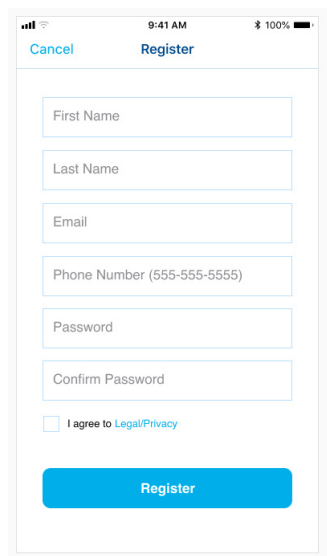 9:41 AM 100%
Cancel Register
First Name
Last Name
Email
Phone Number (555-555-5555)
Password
Confirm Password
I agree to Legal/Privacy
Register